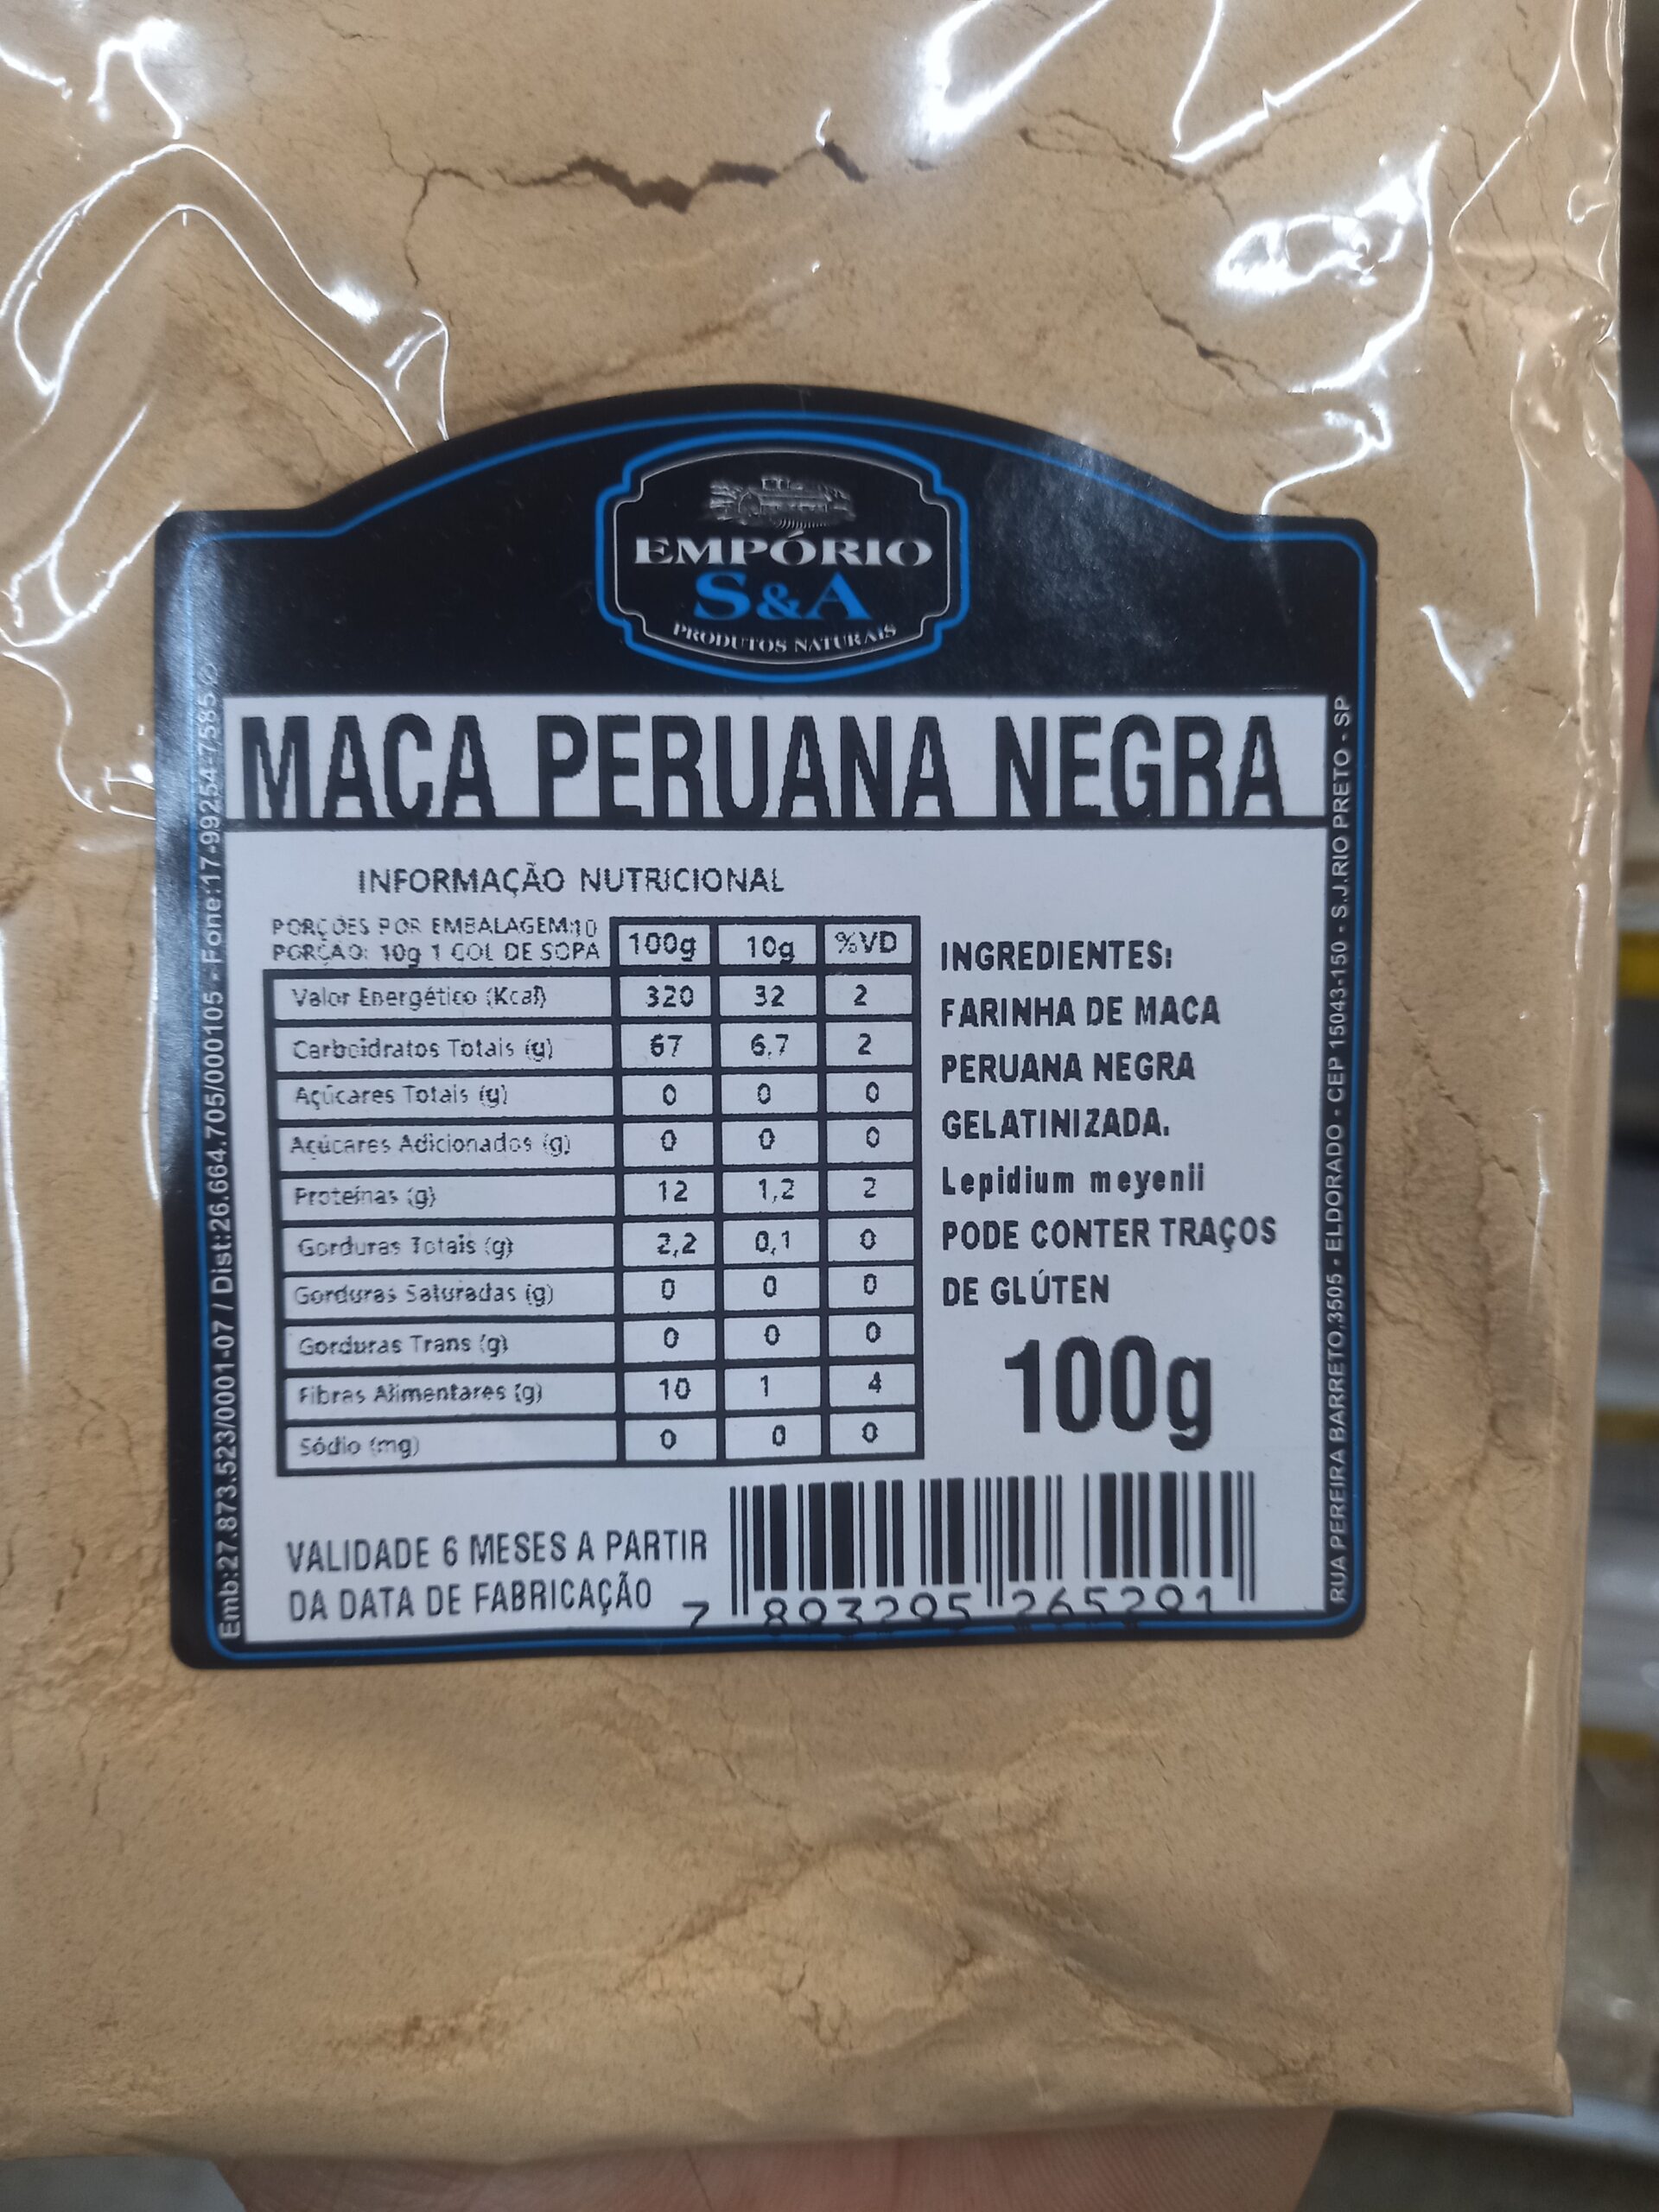 EMPÓRIO
S&A
PRODUTOS NATURAIS
MACA PERUANA NEGRA
INFORMAÇÃO NUTRICIONAL
PORÇÕES POR EMBALAGEM:10
PORÇÃO: 10g 1 COL DE SOPA
100g 10g %VD
Valor Energético (Kcal) 320 32 2
Carboidratos Totais (g) 67 6,7 2
Açúcares Totais (g) 0 0 0
Açúcares Adicionados (g) 0 0 0
Proteínas (g) 12 1,2 2
Gorduras Totais (g) 2,2 0,1 0
Gorduras Saturadas (g) 0 0 0
Gorduras Trans (g) 0 0 0
Fibras Alimentares (g) 10 1 4
Sódio (mg) 0 0 0
INGREDIENTES:
FARINHA DE MACA
PERUANA NEGRA
GELATINIZADA.
Lepidium meyenii
PODE CONTER TRAÇOS
DE GLÚTEN
100g
VALIDADE 6 MESES A PARTIR
DA DATA DE FABRICAÇÃO
7 893295 265291
Emb:27.873.523/0001-07 / Dist:26.664.705/000105 - Fone:17-99254-7585
RUA PEREIRA BARRETO,3505 - ELDORADO - CEP 15043-150 - S.J.RIO PRETO - SP